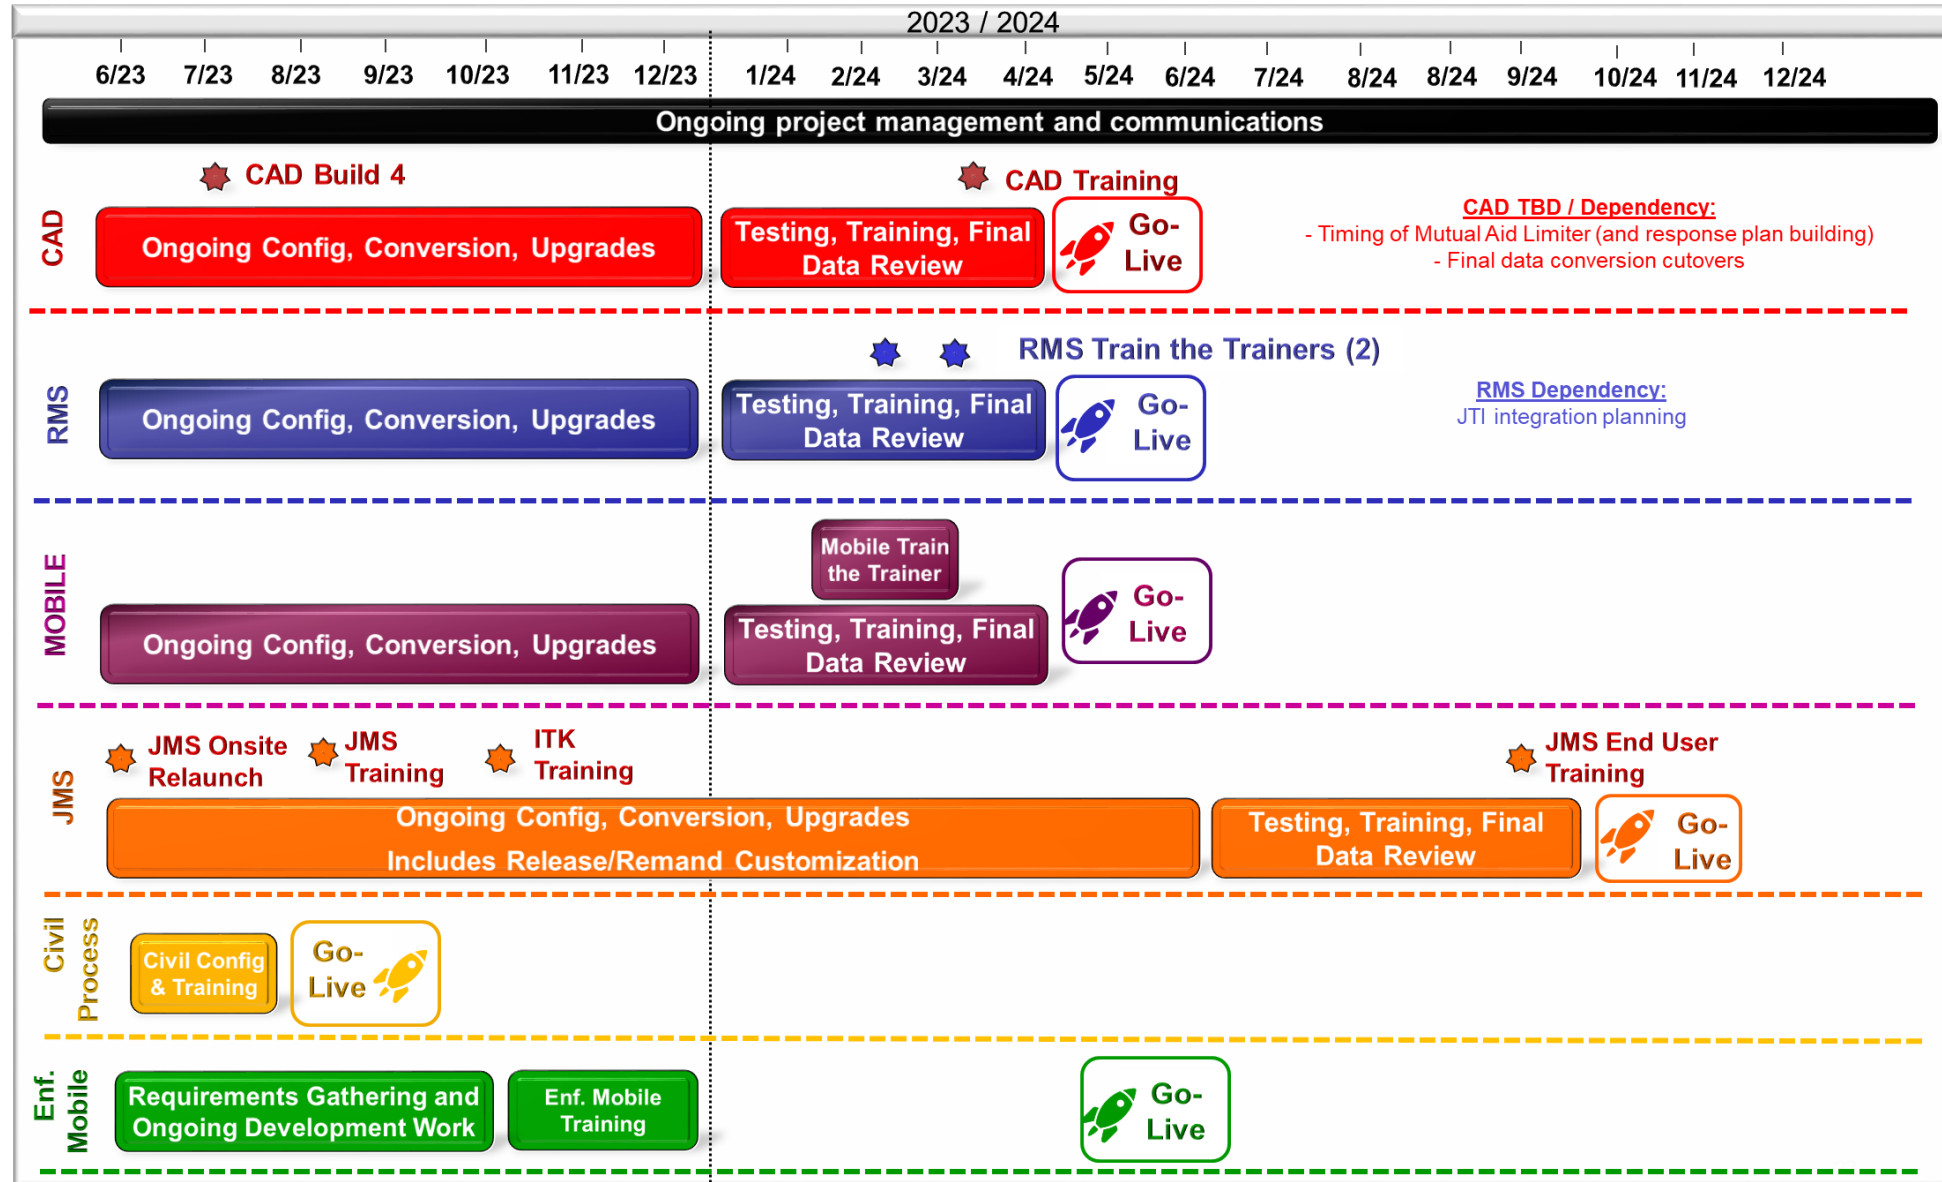 2023 / 2024
6/23 7/23 8/23 9/23 10/23 11/23 12/23 1/24 2/24 3/24 4/24 5/24 6/24 7/24 8/24 8/24 9/24 10/24 11/24 12/24
Ongoing project management and communications
CAD
CAD Build 4
CAD Training
Ongoing Config, Conversion, Upgrades
Testing, Training, Final
Data Review
Go-
Live
CAD TBD / Dependency:
- Timing of Mutual Aid Limiter (and response plan building)
- Final data conversion cutovers
RMS
RMS Train the Trainers (2)
Ongoing Config, Conversion, Upgrades
Testing, Training, Final
Data Review
Go-
Live
RMS Dependency:
JTI integration planning
MOBILE
Mobile Train
the Trainer
Ongoing Config, Conversion, Upgrades
Testing, Training, Final
Data Review
Go-
Live
JMS
JMS Onsite
Relaunch
JMS
Training
ITK
Training
JMS End User
Training
Ongoing Config, Conversion, Upgrades
Includes Release/Remand Customization
Testing, Training, Final
Data Review
Go-
Live
Civil
Process
Civil Config
& Training
Go-
Live
Enf.
Mobile
Requirements Gathering and
Ongoing Development Work
Enf. Mobile
Training
Go-
Live